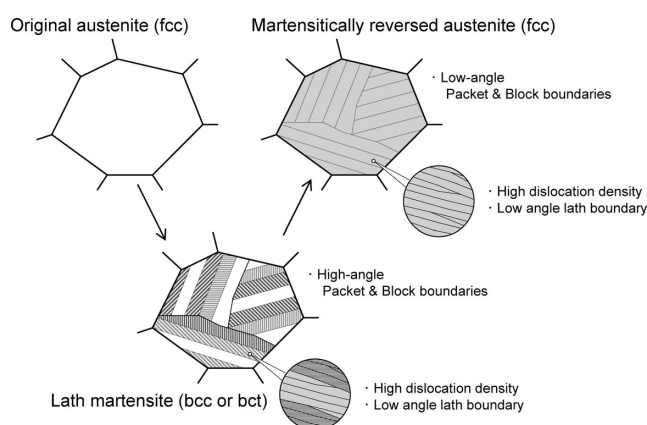 Original austenite (fcc)
Martensitically reversed austenite (fcc)
· Low-angle
Packet & Block boundaries
· High dislocation density
· Low angle lath boundary
· High-angle
Packet & Block boundaries
· High dislocation density
· Low angle lath boundary
Lath martensite (bcc or bct)